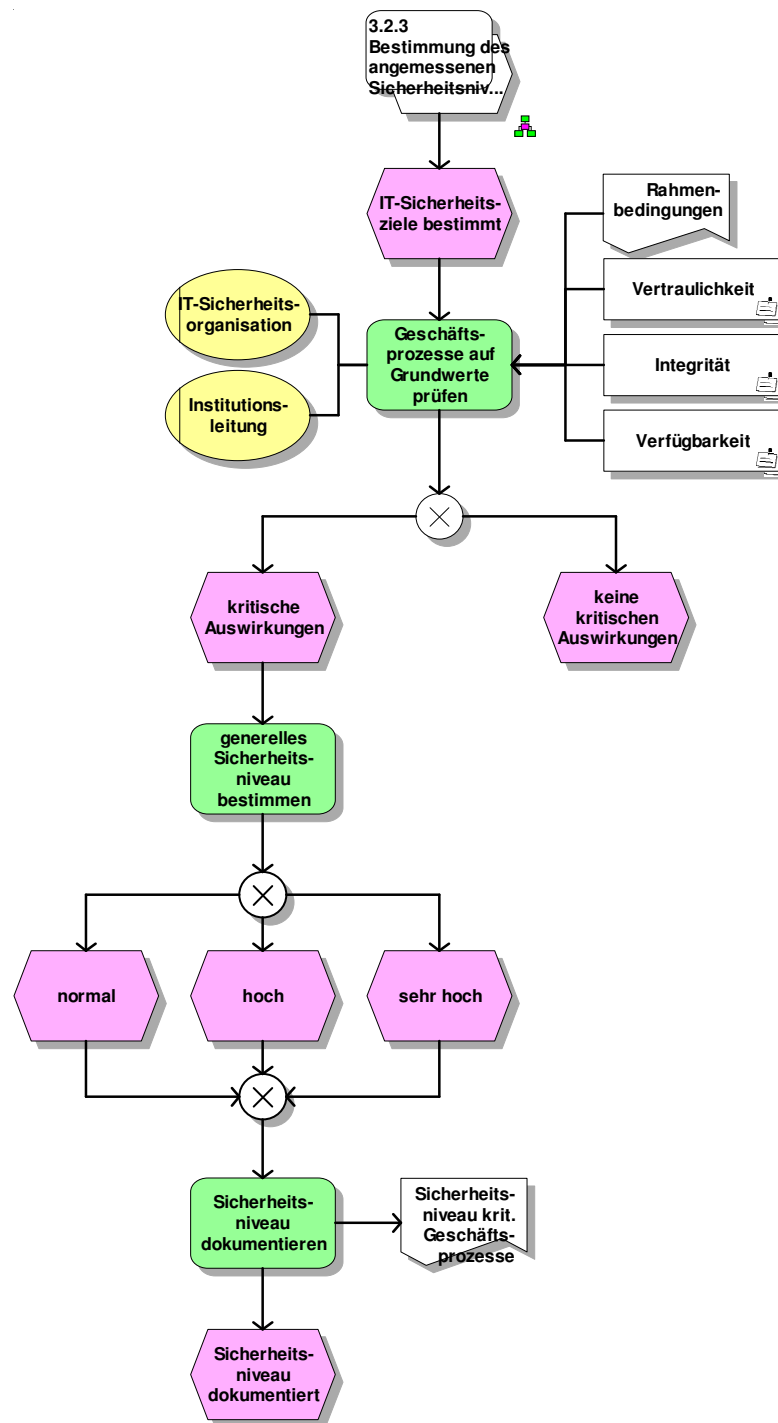 3.2.3
Bestimmung des
angemessenen
Sicherheitsniv...
IT-Sicherheits-
ziele bestimmt
Rahmen-
bedingungen
Vertraulichkeit
Integrität
Verfügbarkeit
IT-Sicherheits-
organisation
Institutions-
leitung
Geschäfts-
prozesse auf
Grundwerte
prüfen
kritische
Auswirkungen
keine
kritischen
Auswirkungen
generelles
Sicherheits-
niveau
bestimmen
normal
hoch
sehr hoch
Sicherheits-
niveau
dokumentieren
Sicherheits-
niveau krit.
Geschäfts-
prozesse
Sicherheits-
niveau
dokumentiert